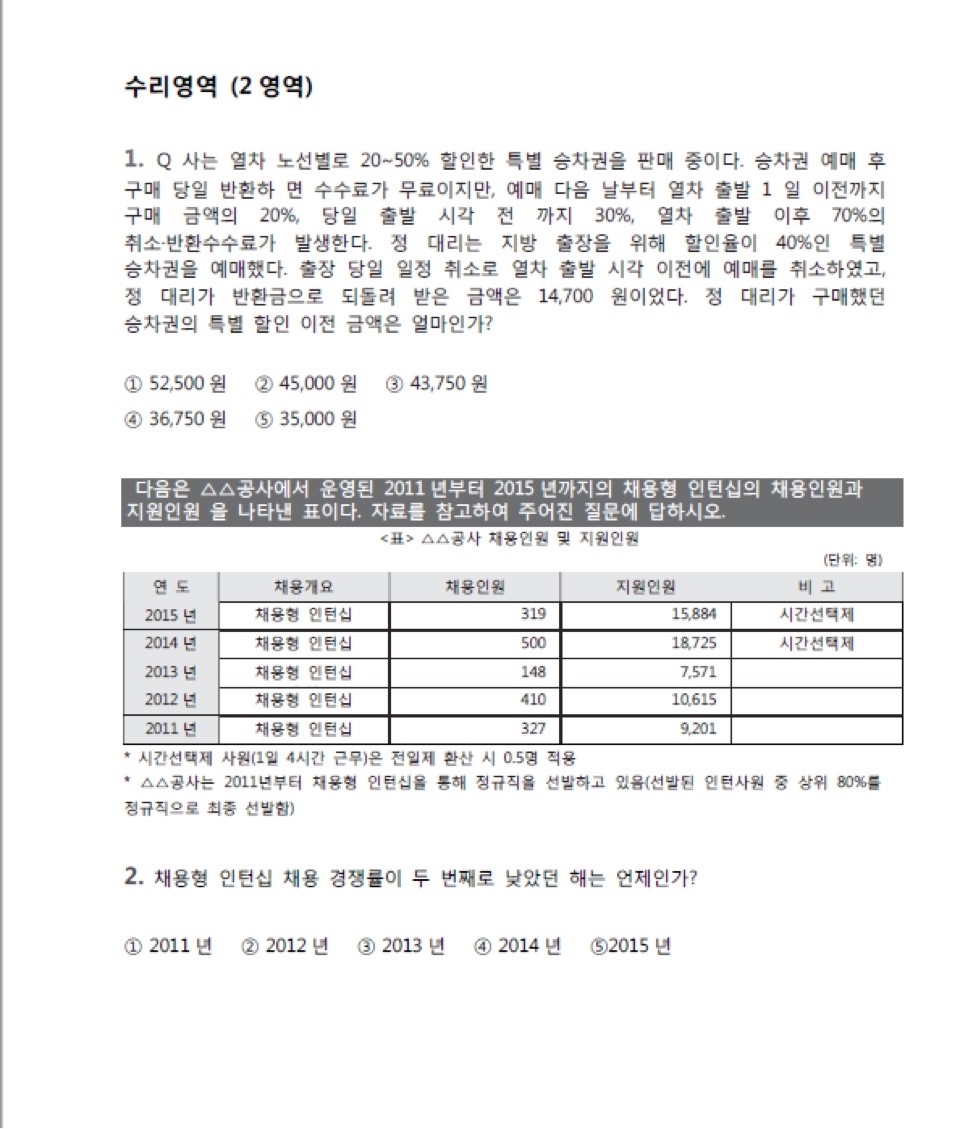 수리영역 (2 영역)
1. Q 사는 열차 노선별로 20~50% 할인한 특별 승차권을 판매 중이다. 승차권 예매 후
구매 당일 반환하 면 수수료가 무료이지만, 예매 다음 날부터 열차 출발 1 일 이전까지
구매 금액의 20%, 당일 출발 시각 전 까지 30%, 열차 출발 이후 70%의
취소·반환수수료가 발생한다. 정 대리는 지방 출장을 위해 할인율이 40%인 특별
승차권을 예매했다. 출장 당일 일정 취소로 열차 출발 시각 이전에 예매를 취소하였고,
정 대리가 반환금으로 되돌려 받은 금액은 14,700 원이었다. 정 대리가 구매했던
승차권의 특별 할인 이전 금액은 얼마인가?
① 52,500 원 ② 45,000 원 ③ 43,750 원
④ 36,750 원 ⑤ 35,000 원
다음은 △△공사에서 운영된 2011 년부터 2015 년까지의 채용형 인턴십의 채용인원과
지원인원 을 나타낸 표이다. 자료를 참고하여 주어진 질문에 답하시오.
<표> △△공사 채용인원 및 지원인원
(단위: 명)
연 도 채용개요 채용인원 지원인원 비 고
2015 년 채용형 인턴십 319 15,884 시간선택제
2014 년 채용형 인턴십 500 18,725 시간선택제
2013 년 채용형 인턴십 148 7,571
2012 년 채용형 인턴십 410 10,615
2011 년 채용형 인턴십 327 9,201
* 시간선택제 사원(1일 4시간 근무)은 전일제 환산 시 0.5명 적용
* △△공사는 2011년부터 채용형 인턴십을 통해 정규직을 선발하고 있음(선발된 인턴사원 중 상위 80%를
정규직으로 최종 선발함)
2. 채용형 인턴십 채용 경쟁률이 두 번째로 낮았던 해는 언제인가?
① 2011 년 ② 2012 년 ③ 2013 년 ④ 2014 년 ⑤2015 년